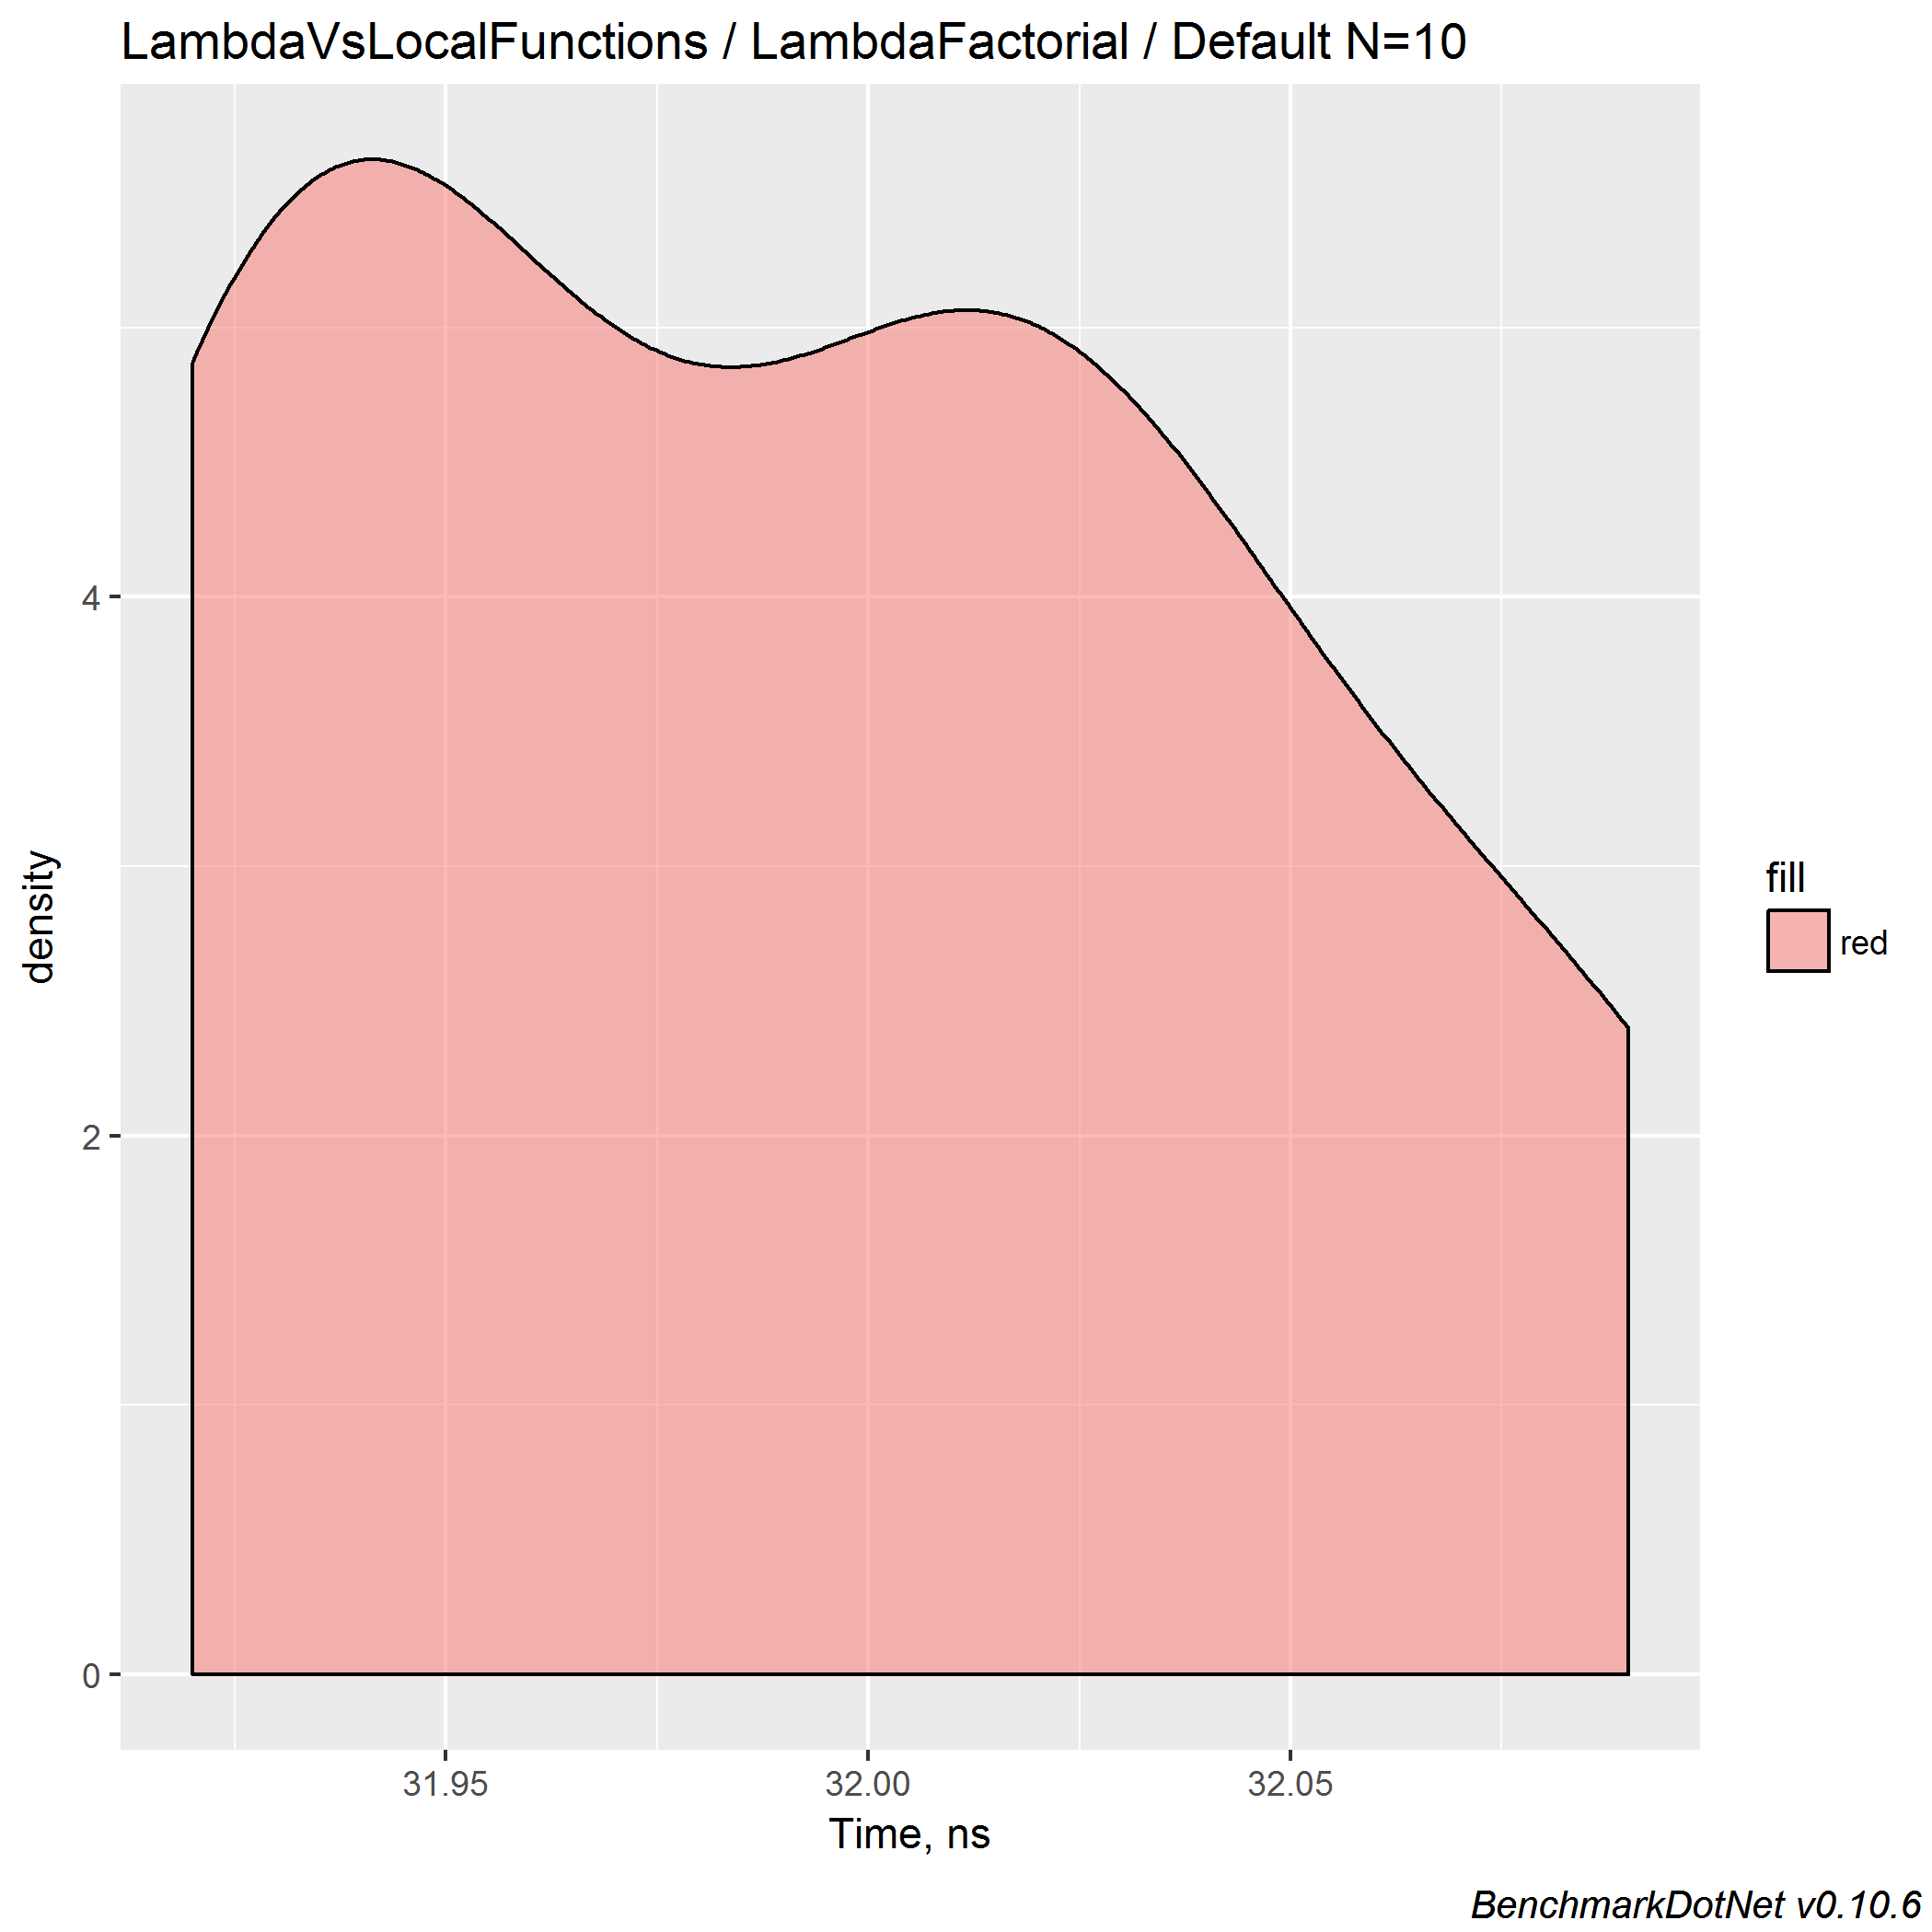 LambdaVsLocalFunctions / LambdaFactorial / Default N=10
density
4
2
0
31.95 32.00 32.05
Time, ns
fill
red
BenchmarkDotNet v0.10.6